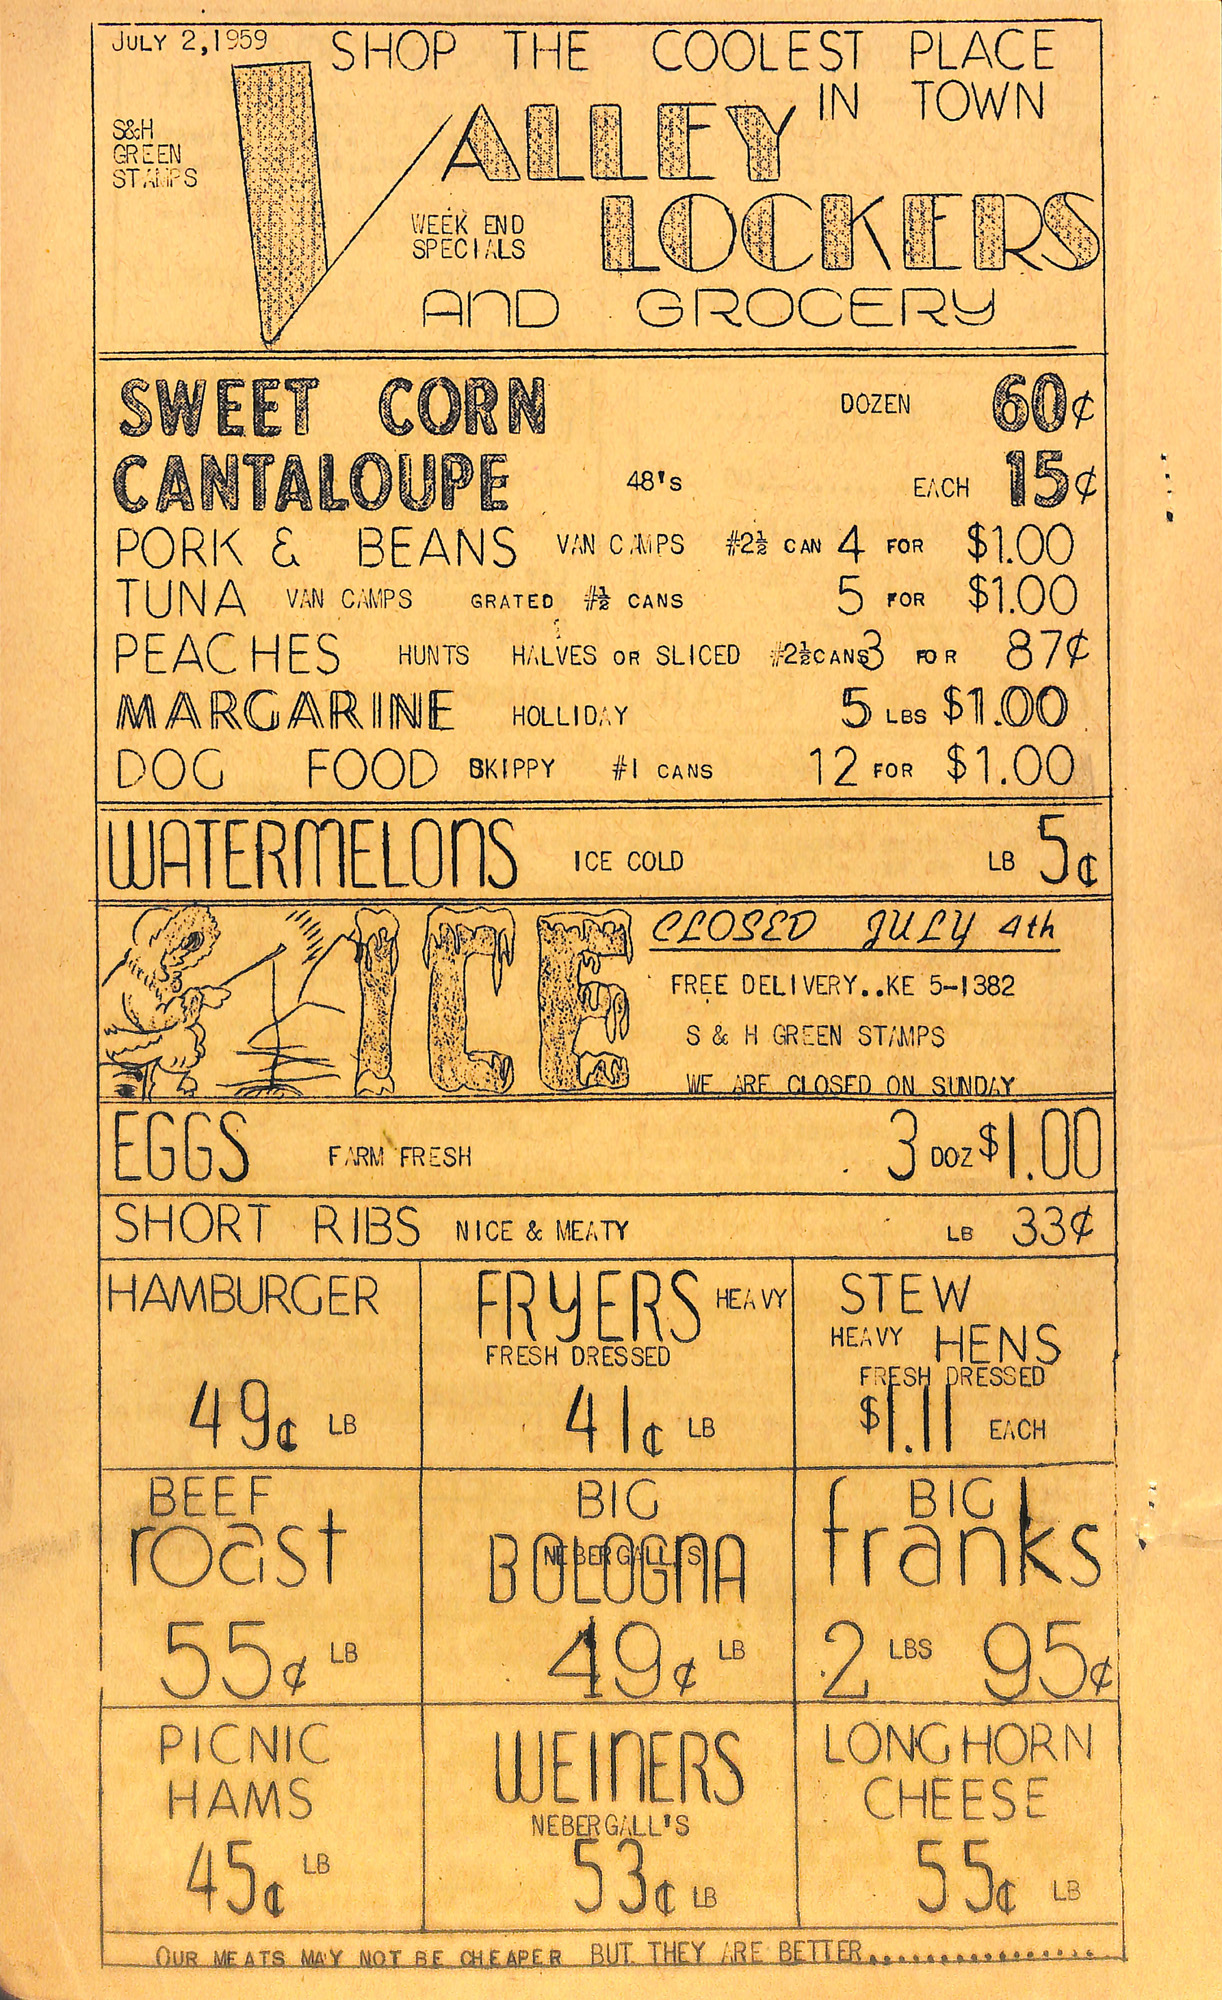 JULY 2,1959
SHOP THE COOLEST PLACE
IN TOWN
S&H
GREEN
STAMPS
VALLEY
LOCKERS
WEEK END
SPECIALS
AND GROCERY
SWEET CORN DOZEN 60¢
CANTALOUPE 48's EACH 15¢
PORK & BEANS VAN CAMPS #2½ CAN 4 FOR $1.00
TUNA VAN CAMPS GRATED #½ CANS 5 FOR $1.00
PEACHES HUNTS HALVES OR SLICED #2½CANS3 FOR 87¢
MARGARINE HOLLIDAY 5 LBS $1.00
DOG FOOD SKIPPY #1 CANS 12 FOR $1.00
WATERMELONS ICE COLD LB 5¢
ICE
CLOSED JULY 4th
FREE DELIVERY..KE 5-1382
S & H GREEN STAMPS
WE ARE CLOSED ON SUNDAY
EGGS FARM FRESH 3 DOZ $1.00
SHORT RIBS NICE & MEATY LB 33¢
HAMBURGER
49¢ LB
FRYERS HEAVY
FRESH DRESSED
41¢ LB
STEW
HEAVY HENS
FRESH DRESSED
$1.11 EACH
BEEF
roast
55¢ LB
BIG
NEBERGALL'S
BOLOGNA
49¢ LB
BIG
franks
2 LBS 95¢
PICNIC
HAMS
45¢ LB
WEINERS
NEBERGALL'S
53¢ LB
LONGHORN
CHEESE
55¢ LB
OUR MEATS MAY NOT BE CHEAPER BUT THEY ARE BETTER..................